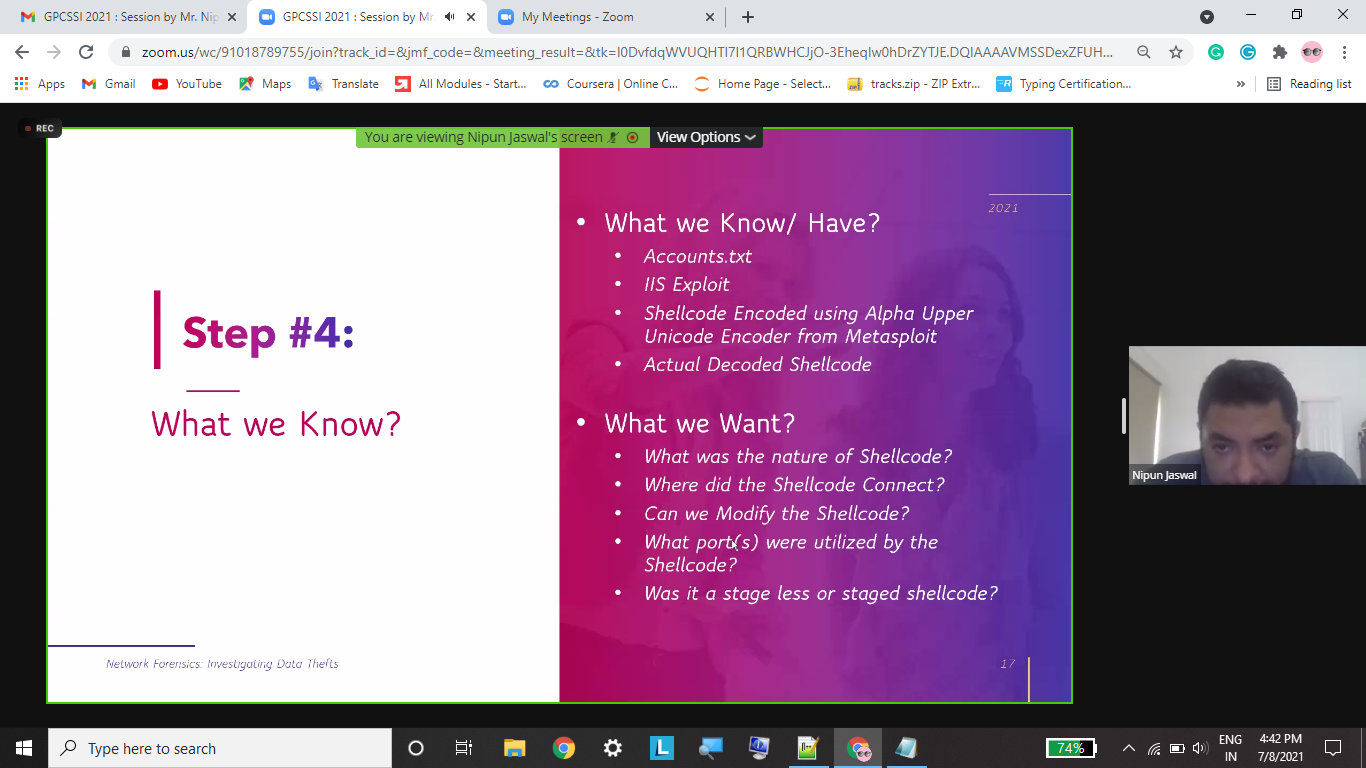 GPCSSI 2021 : Session by Mr. Nip
GPCSSI 2021 : Session by Mr.
My Meetings - Zoom
zoom.us/wc/91018789755/join?track_id=&jmf_code=&meeting_result=&tk=
Apps
Gmail
YouTube
Maps
Translate
All Modules - Start...
Coursera | Online C...
Home Page - Select...
tracks.zip - ZIP Extr...
Typing Certification...
»
Reading list
REC
You are viewing Nipun Jaswal's screen
View Options
2021
Step #4:
What we Know?
• What we Know/ Have?
• Accounts.txt
• IIS Exploit
• Shellcode Encoded using Alpha Upper
Unicode Encoder from Metasploit
• Actual Decoded Shellcode
• What we Want?
• What was the nature of Shellcode?
• Where did the Shellcode Connect?
• Can we Modify the Shellcode?
• What port(s) were utilized by the
Shellcode?
• Was it a stage less or staged shellcode?
Network Forensics: Investigating Data Thefts
17
Nipun Jaswal
Type here to search
74%
ENG
IN
4:42 PM
7/8/2021